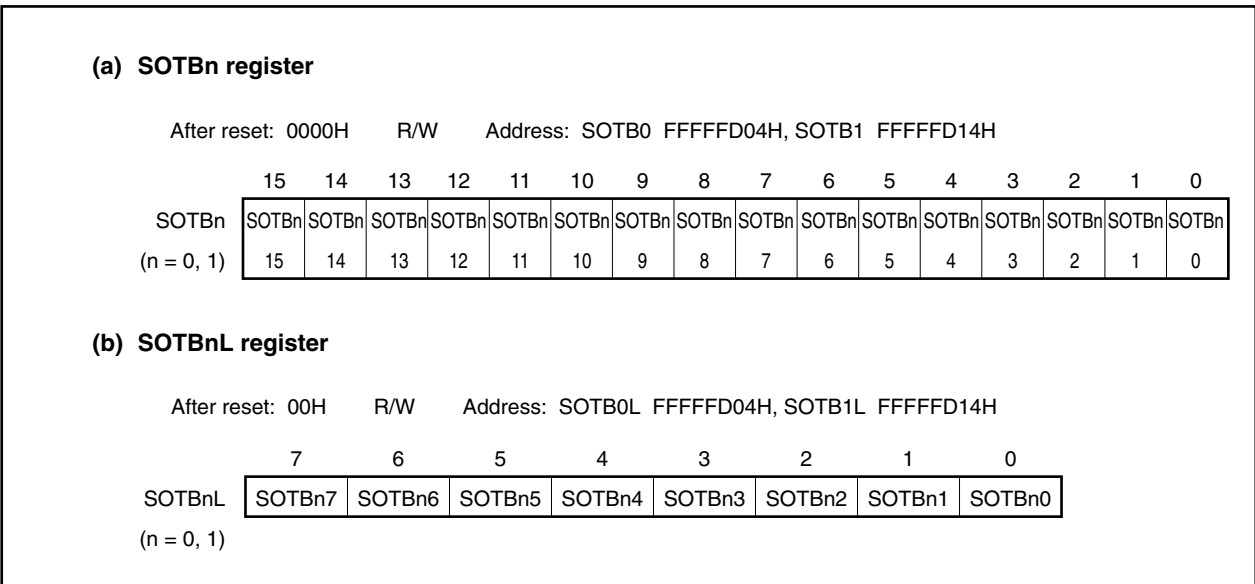 (a) SOTBn register
After reset: 0000H R/W Address: SOTB0 FFFFFD04H, SOTB1 FFFFFD14H
15 14 13 12 11 10 9 8 7 6 5 4 3 2 1 0
SOTBn SOTBn SOTBn SOTBn SOTBn SOTBn SOTBn SOTBn SOTBn SOTBn SOTBn SOTBn SOTBn SOTBn SOTBn SOTBn SOTBn
(n = 0, 1) 15 14 13 12 11 10 9 8 7 6 5 4 3 2 1 0
(b) SOTBnL register
After reset: 00H R/W Address: SOTB0L FFFFFD04H, SOTB1L FFFFFD14H
7 6 5 4 3 2 1 0
SOTBnL SOTBn7 SOTBn6 SOTBn5 SOTBn4 SOTBn3 SOTBn2 SOTBn1 SOTBn0
(n = 0, 1)